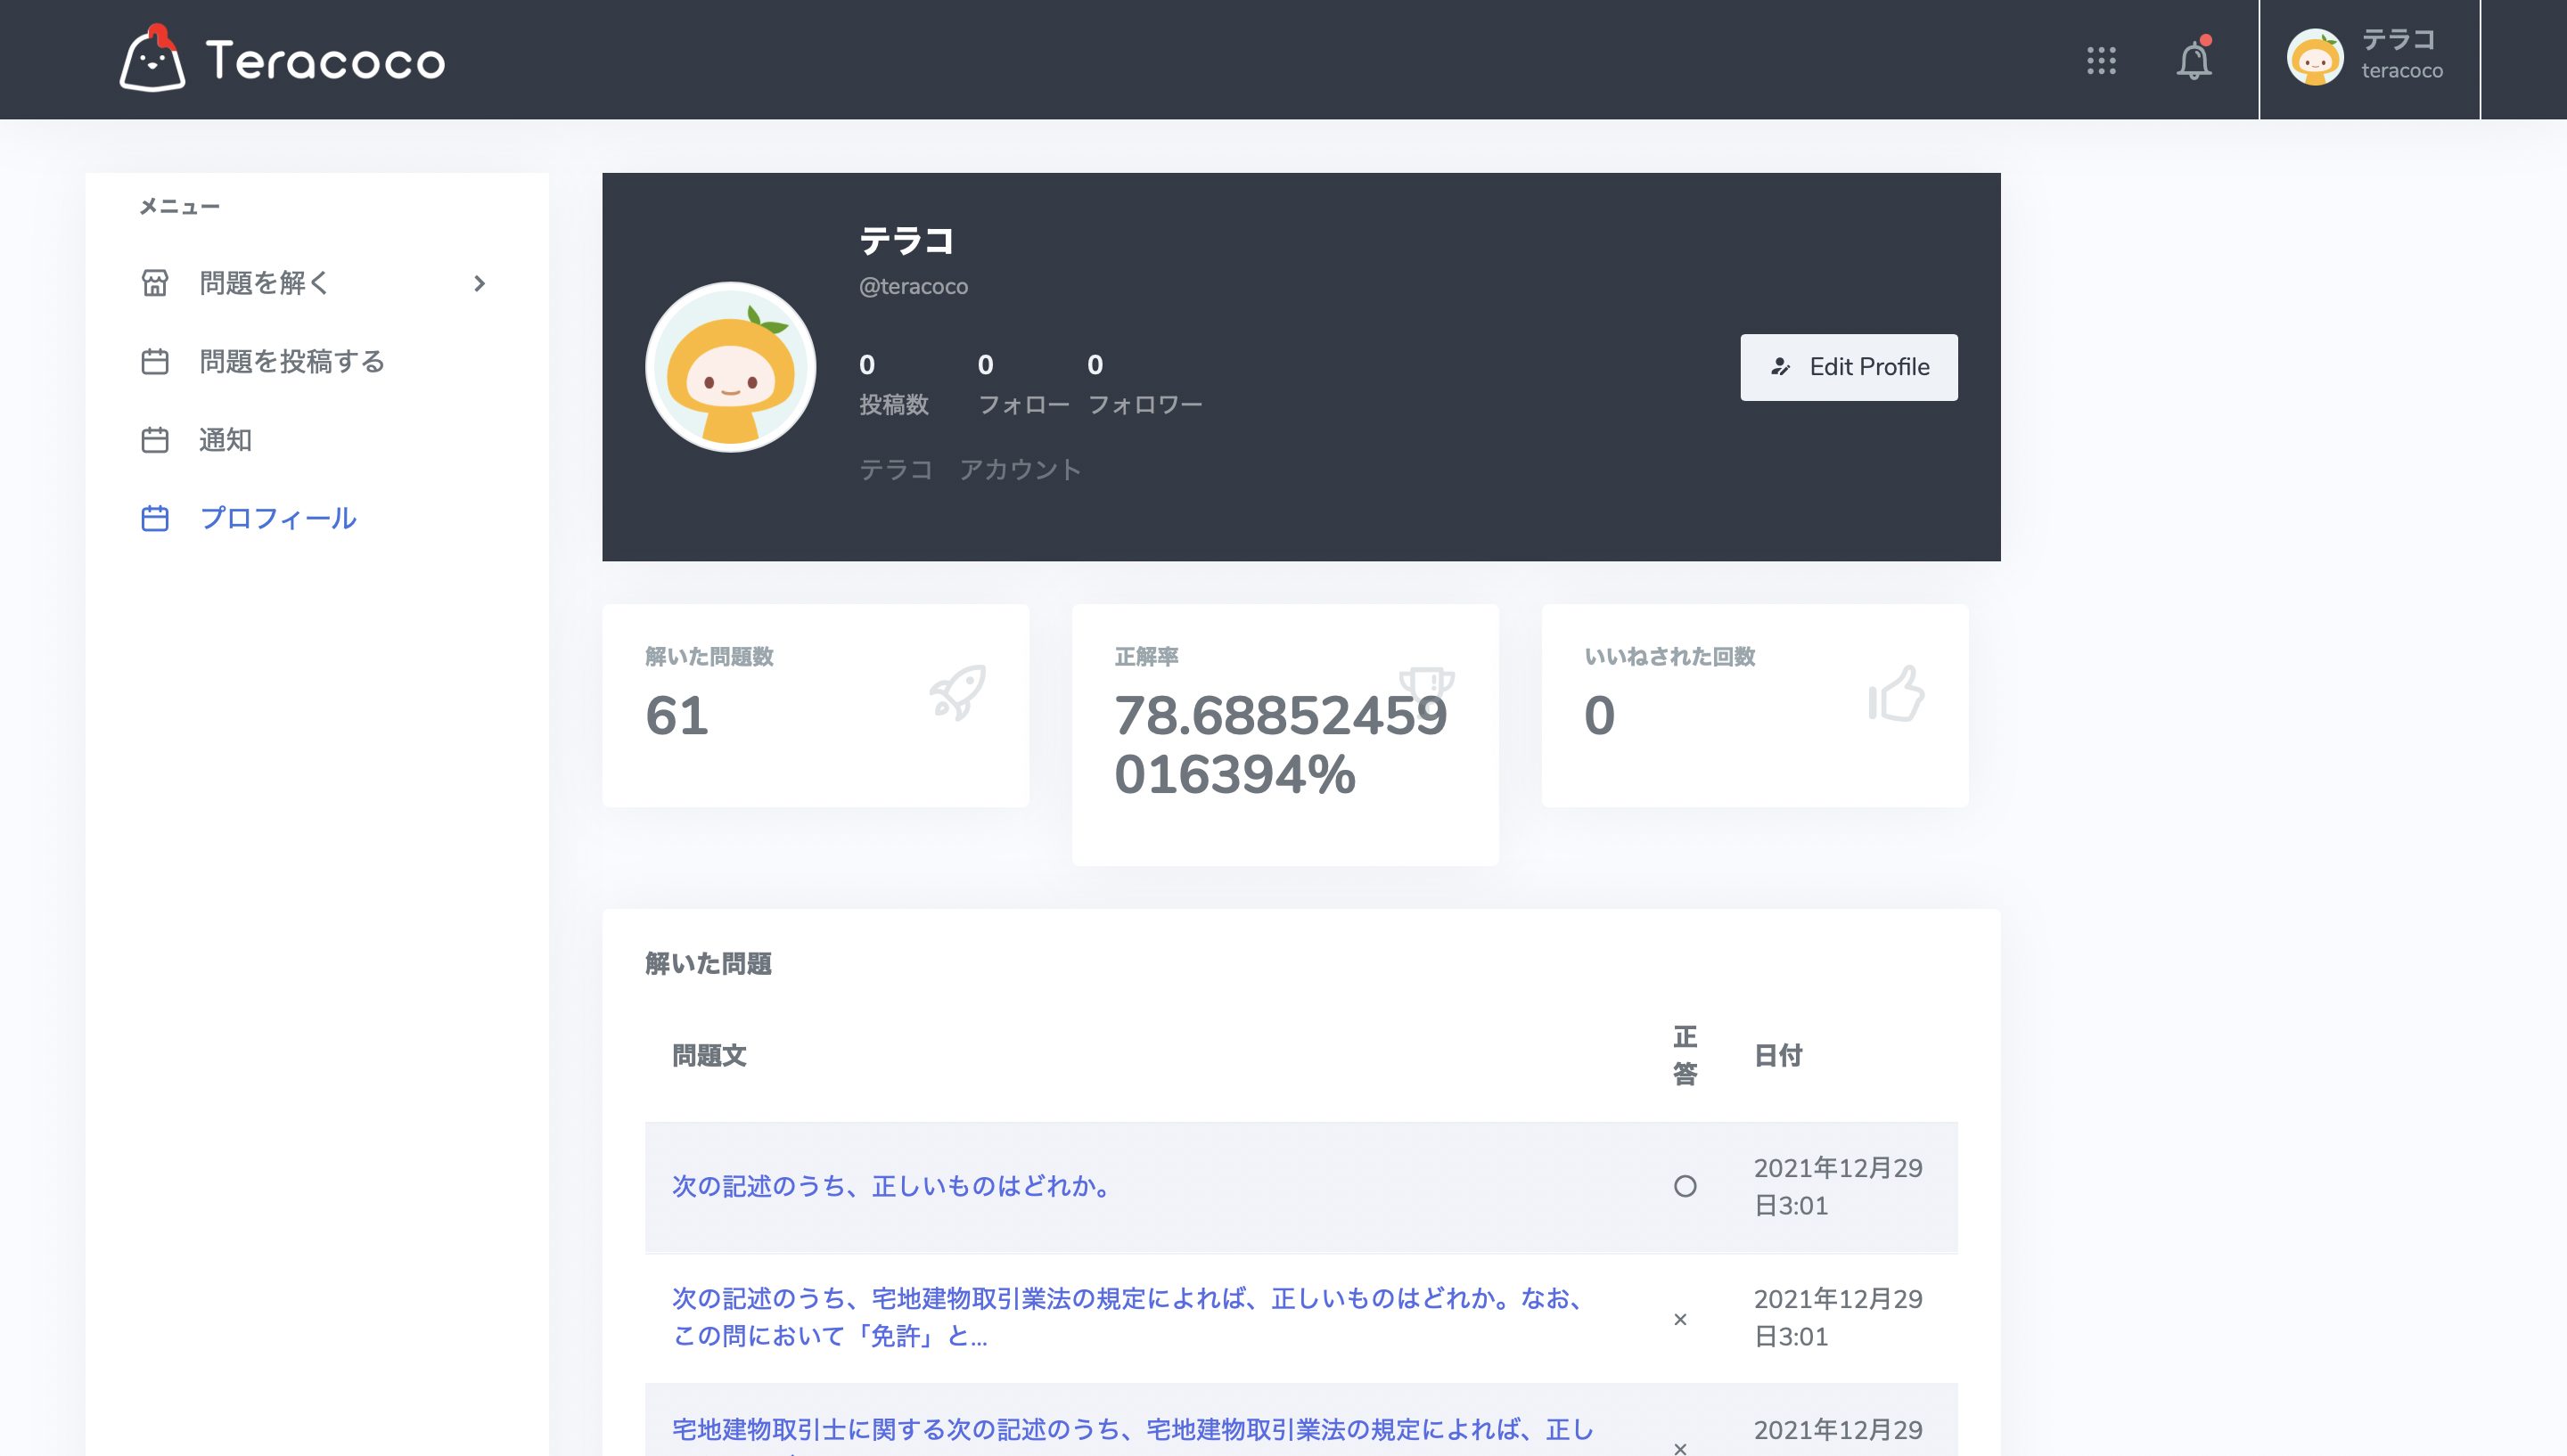 Teracoco
テラコ
teracoco
メニュー
問題を解く
問題を投稿する
通知
プロフィール
テラコ
@teracoco
0
投稿数
0
フォロー
0
フォロワー
テラコ　アカウント
Edit Profile
解いた問題数
61
正解率
78.68852459
016394%
いいねされた回数
0
解いた問題
問題文
正
答
日付
次の記述のうち、正しいものはどれか。
○
2021年12月29
日3:01
次の記述のうち、宅地建物取引業法の規定によれば、正しいものはどれか。なお、
この問において「免許」と...
×
2021年12月29
日3:01
宅地建物取引士に関する次の記述のうち、宅地建物取引業法の規定によれば、正し
×
2021年12月29